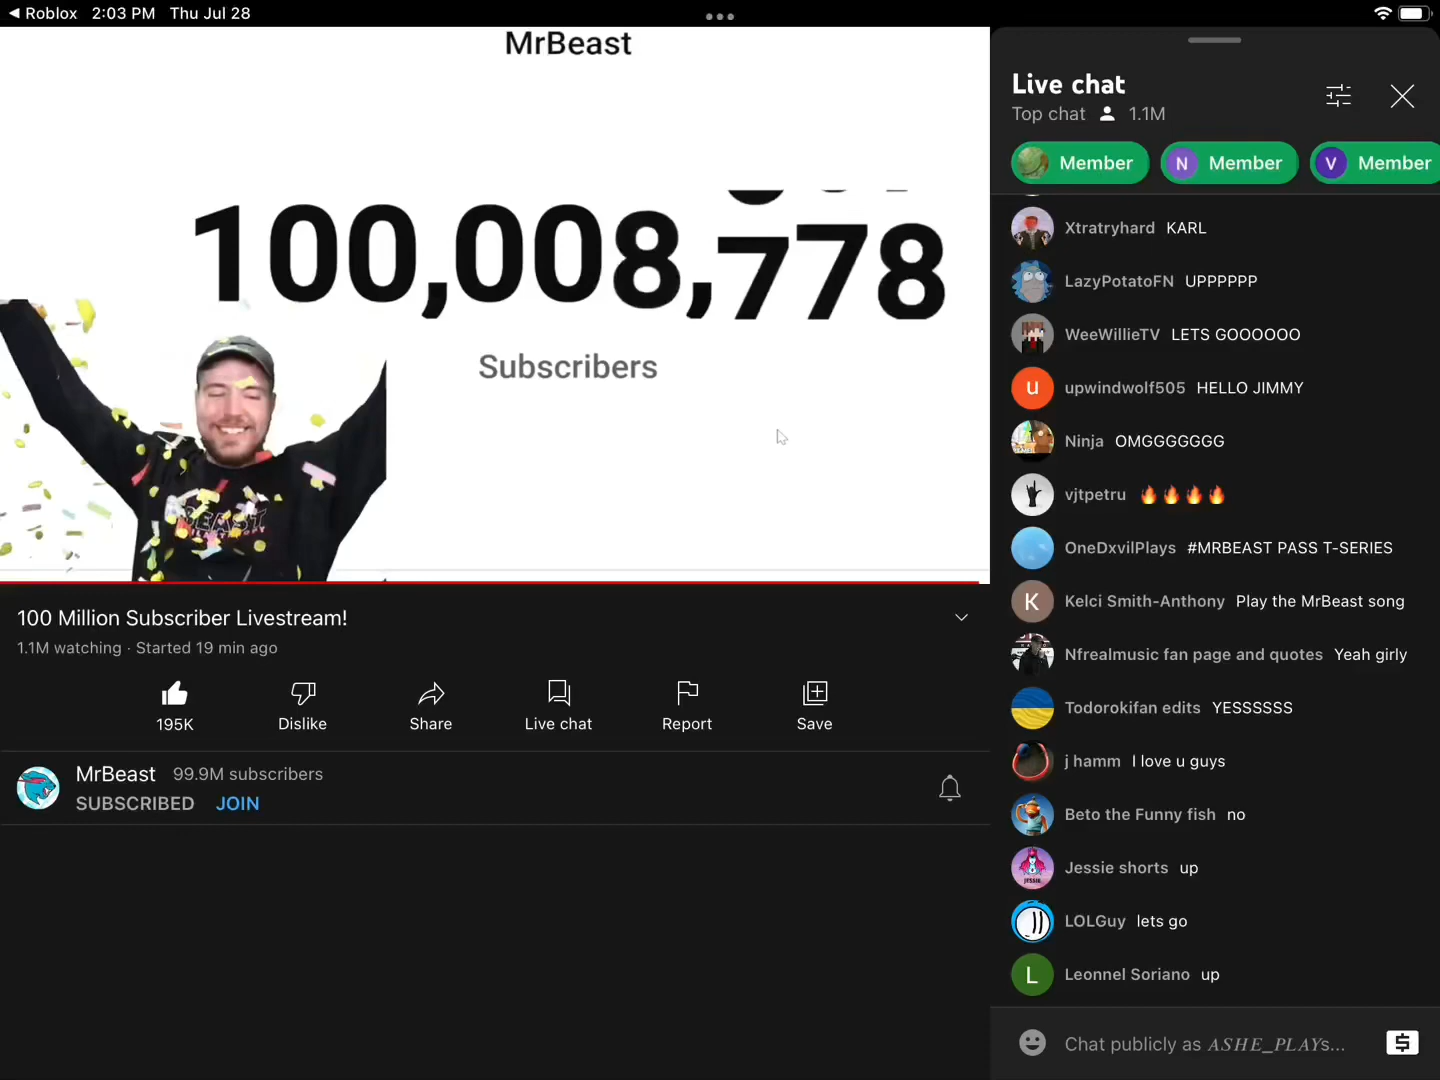 ◀ Roblox 2:03 PM Thu Jul 28
MrBeast
100,008,778
Subscribers
100 Million Subscriber Livestream!
1.1M watching · Started 19 min ago
195K
Dislike
Share
Live chat
Report
Save
MrBeast 99.9M subscribers
SUBSCRIBED JOIN
Live chat
Top chat 1.1M
Member
N Member
V Member
Xtratryhard KARL
LazyPotatoFN UPPPPPP
WeeWillieTV LETS GOOOOOO
u upwindwolf505 HELLO JIMMY
Ninja OMGGGGGGG
vjtpetru 🔥🔥🔥🔥
OneDxvilPlays #MRBEAST PASS T-SERIES
K Kelci Smith-Anthony Play the MrBeast song
Nfrealmusic fan page and quotes Yeah girly
Todorokifan edits YESSSSSS
j hamm I love u guys
Beto the Funny fish no
Jessie shorts up
LOLGuy lets go
L Leonnel Soriano up
Chat publicly as 𝐴𝑆𝐻𝐸_𝑃𝐿𝐴𝑌s...